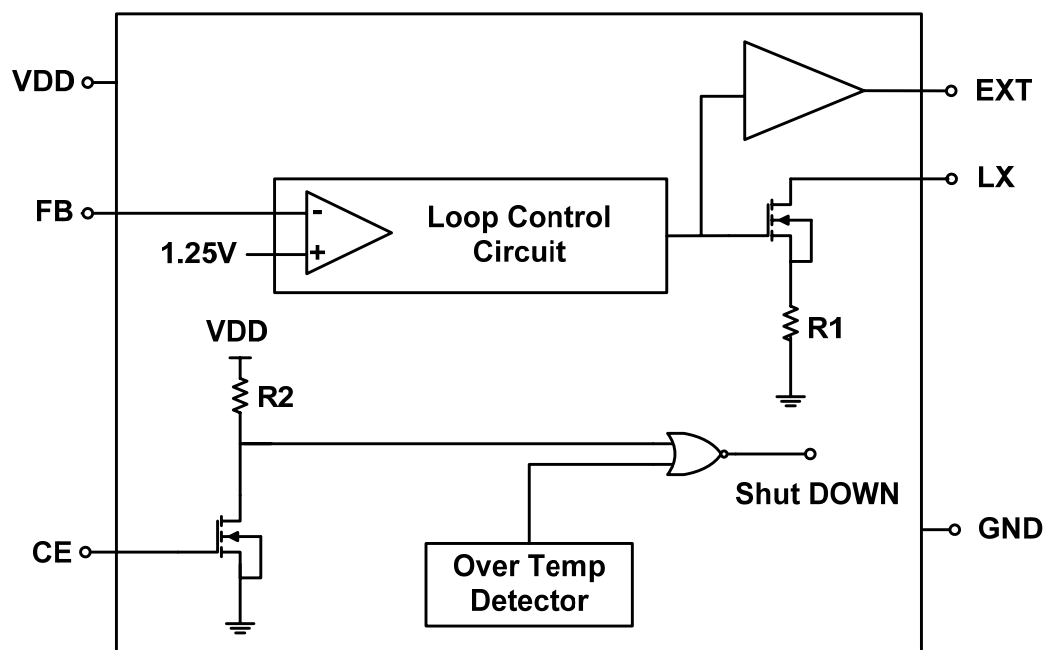 VDD
EXT
FB
-
Loop Control
Circuit
LX
1.25V
+
VDD
R1
R2
Shut DOWN
GND
CE
Over Temp
Detector